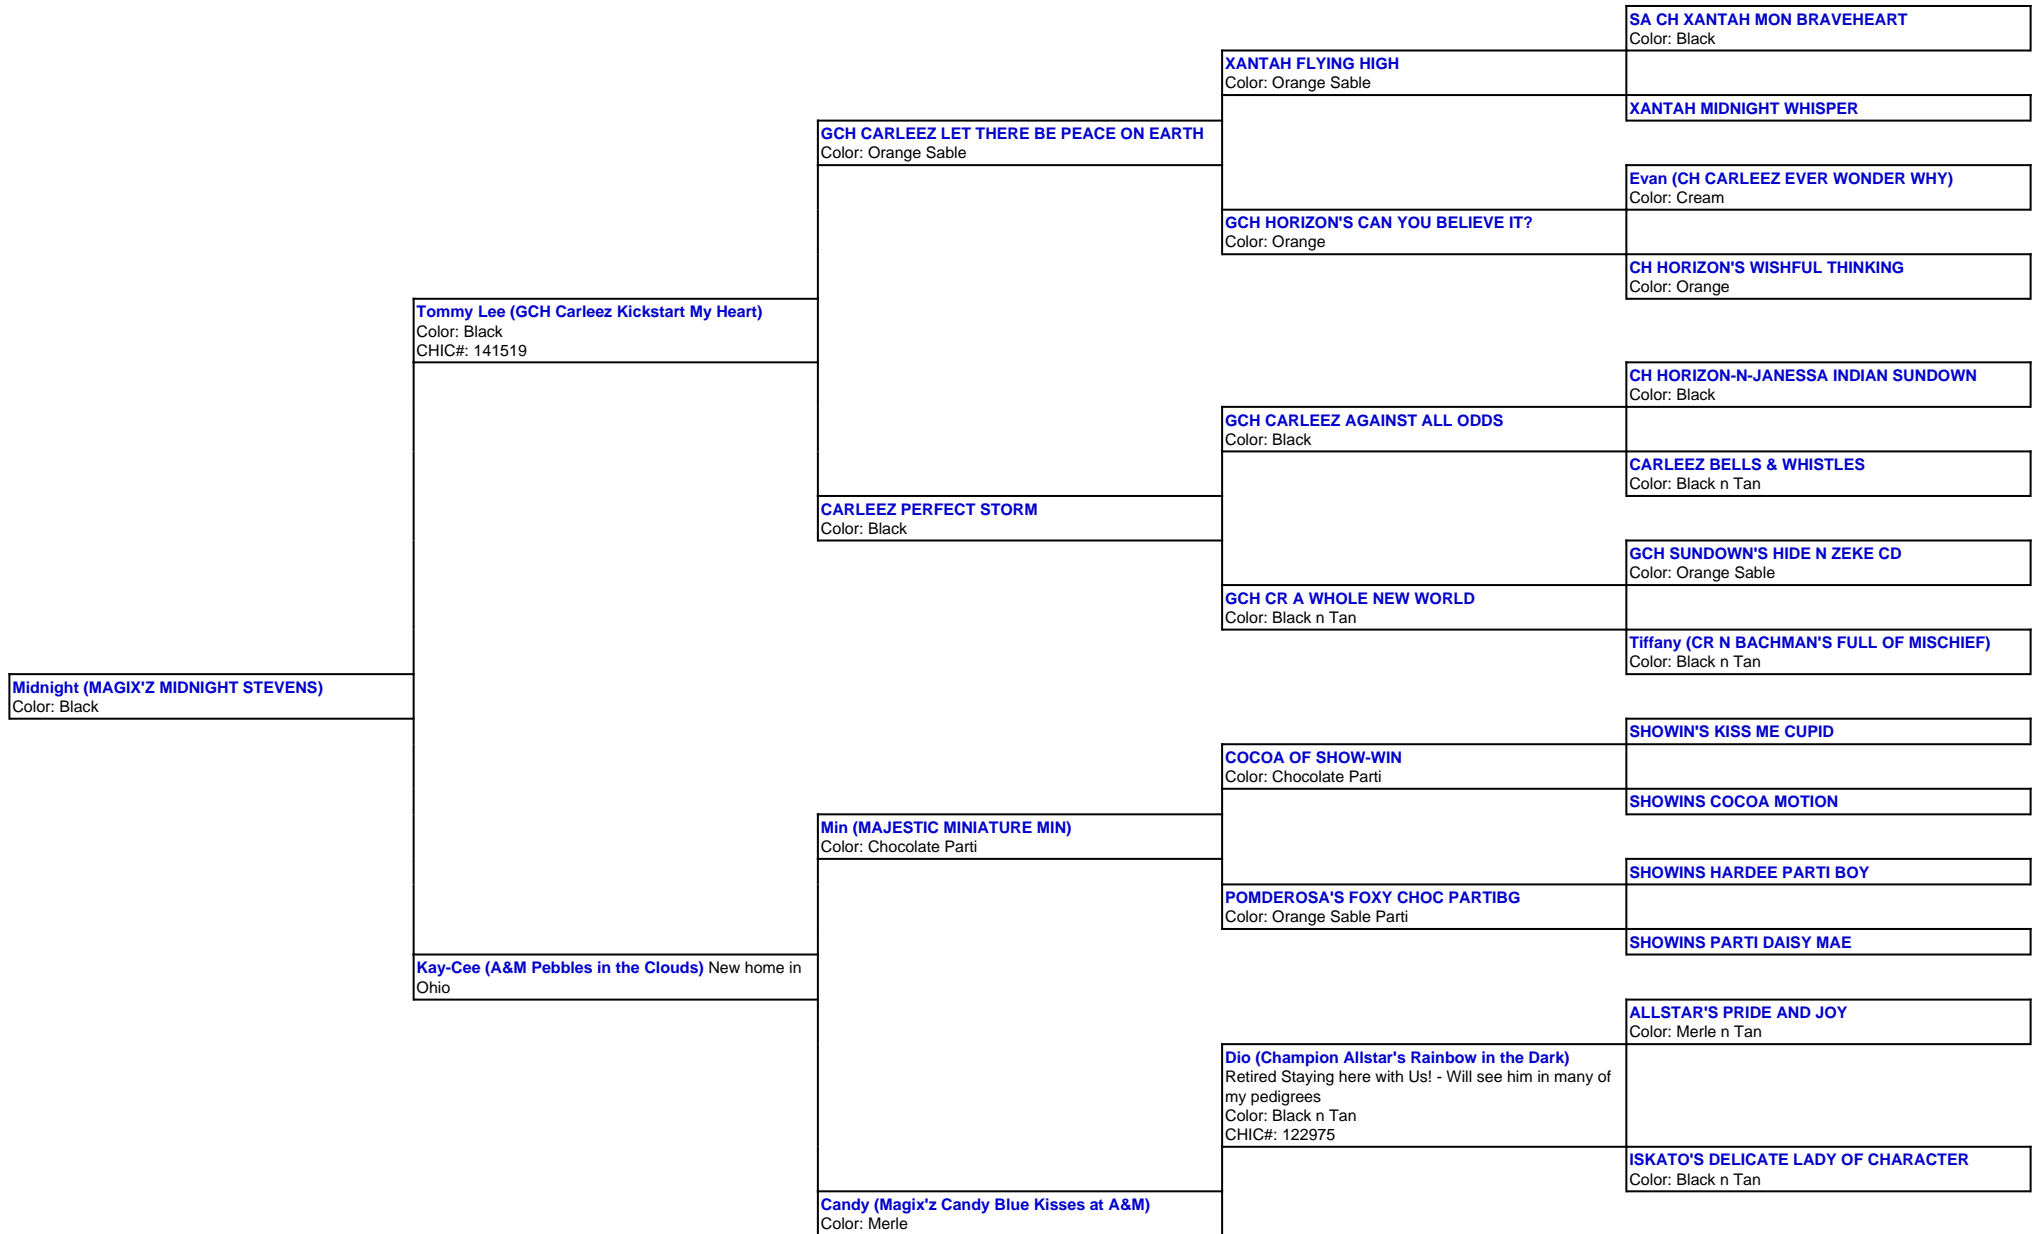 SA CH XANTAH MON BRAVEHEART
Color: Black
XANTAH FLYING HIGH
Color: Orange Sable
XANTAH MIDNIGHT WHISPER
GCH CARLEEZ LET THERE BE PEACE ON EARTH
Color: Orange Sable
Evan (CH CARLEEZ EVER WONDER WHY)
Color: Cream
GCH HORIZON'S CAN YOU BELIEVE IT?
Color: Orange
CH HORIZON'S WISHFUL THINKING
Color: Orange
Tommy Lee (GCH Carleez Kickstart My Heart)
Color: Black
CHIC#: 141519
CH HORIZON-N-JANESSA INDIAN SUNDOWN
Color: Black
GCH CARLEEZ AGAINST ALL ODDS
Color: Black
CARLEEZ BELLS & WHISTLES
Color: Black n Tan
CARLEEZ PERFECT STORM
Color: Black
GCH SUNDOWN'S HIDE N ZEKE CD
Color: Orange Sable
GCH CR A WHOLE NEW WORLD
Color: Black n Tan
Tiffany (CR N BACHMAN'S FULL OF MISCHIEF)
Color: Black n Tan
Midnight (MAGIX'Z MIDNIGHT STEVENS)
Color: Black
SHOWIN'S KISS ME CUPID
COCOA OF SHOW-WIN
Color: Chocolate Parti
SHOWINS COCOA MOTION
Min (MAJESTIC MINIATURE MIN)
Color: Chocolate Parti
SHOWINS HARDEE PARTI BOY
POMDEROSA'S FOXY CHOC PARTIBG
Color: Orange Sable Parti
SHOWINS PARTI DAISY MAE
Kay-Cee (A&M Pebbles in the Clouds) New home in
Ohio
ALLSTAR'S PRIDE AND JOY
Color: Merle n Tan
Dio (Champion Allstar's Rainbow in the Dark)
Retired Staying here with Us! - Will see him in many of
my pedigrees
Color: Black n Tan
CHIC#: 122975
ISKATO'S DELICATE LADY OF CHARACTER
Color: Black n Tan
Candy (Magix'z Candy Blue Kisses at A&M)
Color: Merle